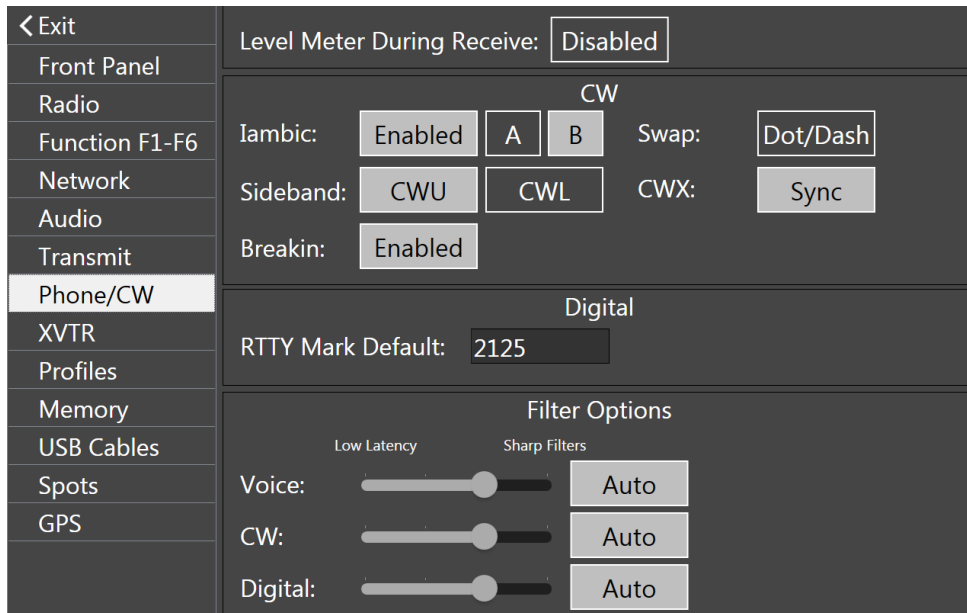 Exit
Front Panel
Radio
Function F1-F6
Network
Audio
Transmit
Phone/CW
XVTR
Profiles
Memory
USB Cables
Spots
GPS
Level Meter During Receive: Disabled
CW
Iambic: Enabled A B Swap: Dot/Dash
Sideband: CWU CWL CWX: Sync
Breakin: Enabled
Digital
RTTY Mark Default: 2125
Filter Options
Low Latency Sharp Filters
Voice: Auto
CW: Auto
Digital: Auto